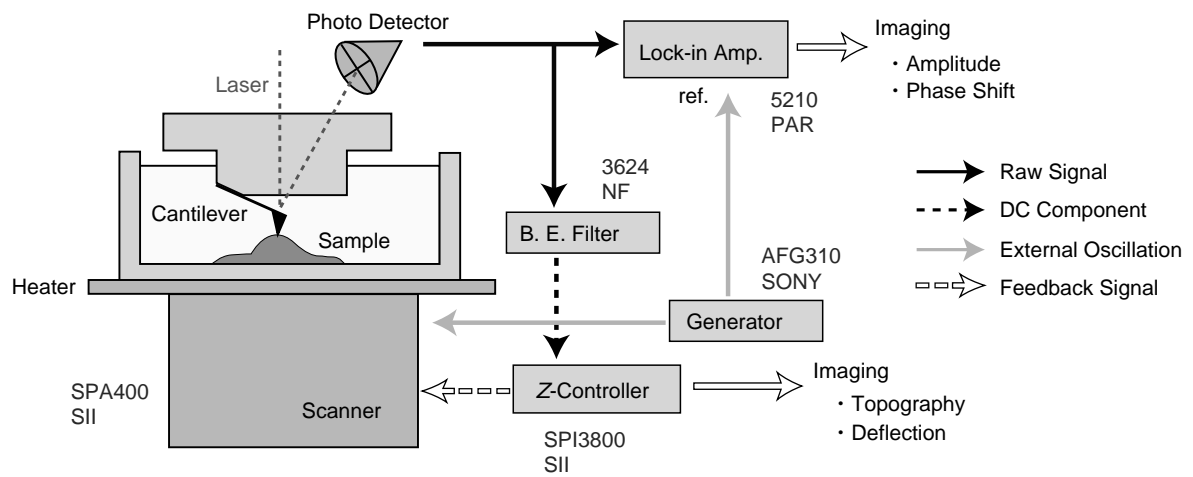 Photo Detector
Laser
Cantilever
Sample
Heater
SPA400
SII
Scanner
Lock-in Amp.
ref.
5210
PAR
Imaging
・Amplitude
・Phase Shift
3624
NF
B. E. Filter
AFG310
SONY
Generator
Z-Controller
SPI3800
SII
Imaging
・Topography
・Deflection
Raw Signal
DC Component
External Oscillation
Feedback Signal